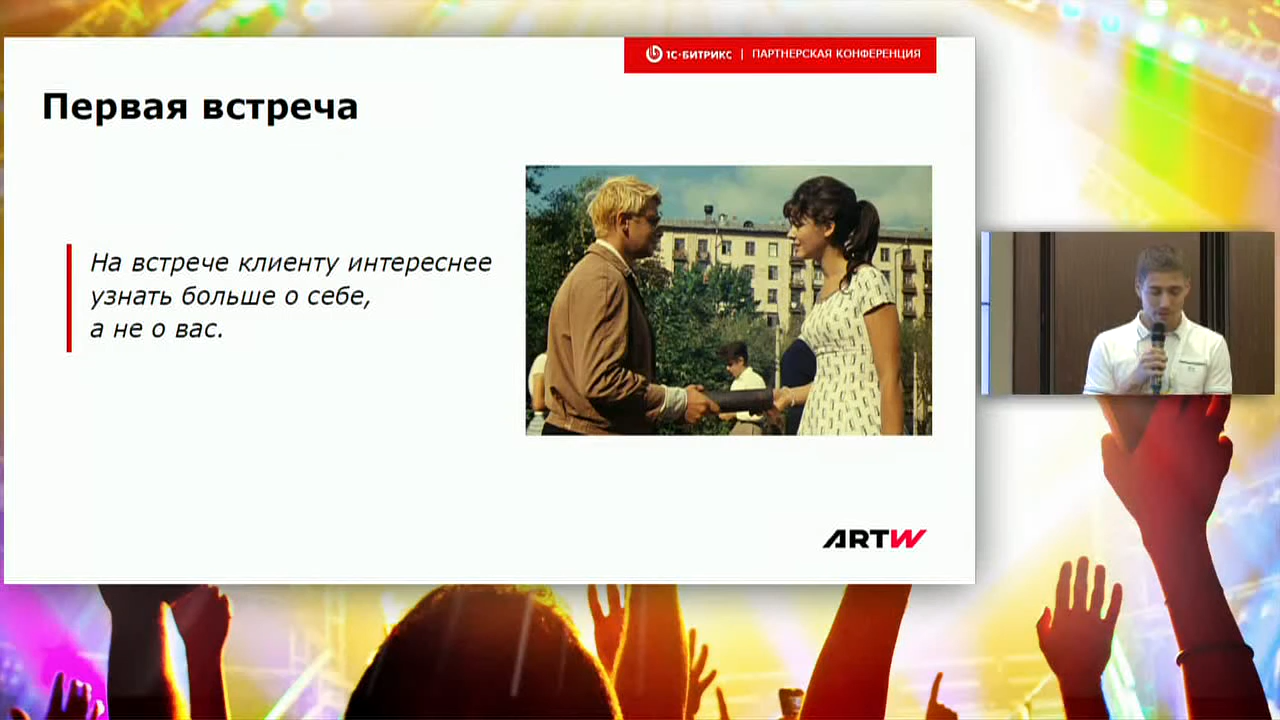 1С-БИТРИКС | ПАРТНЕРСКАЯ КОНФЕРЕНЦИЯ
Первая встреча
На встрече клиенту интереснее
узнать больше о себе,
а не о вас.
ARTW